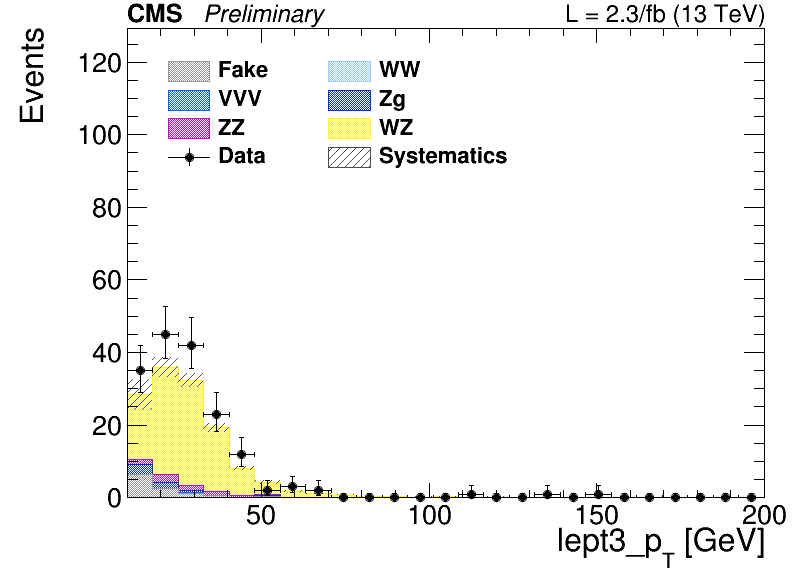 CMS Preliminary L = 2.3/fb (13 TeV)
Events
Fake WW
VVV Zg
ZZ WZ
Data Systematics
120
100
80
60
40
20
0
50 100 150 200
lept3_p_T [GeV]